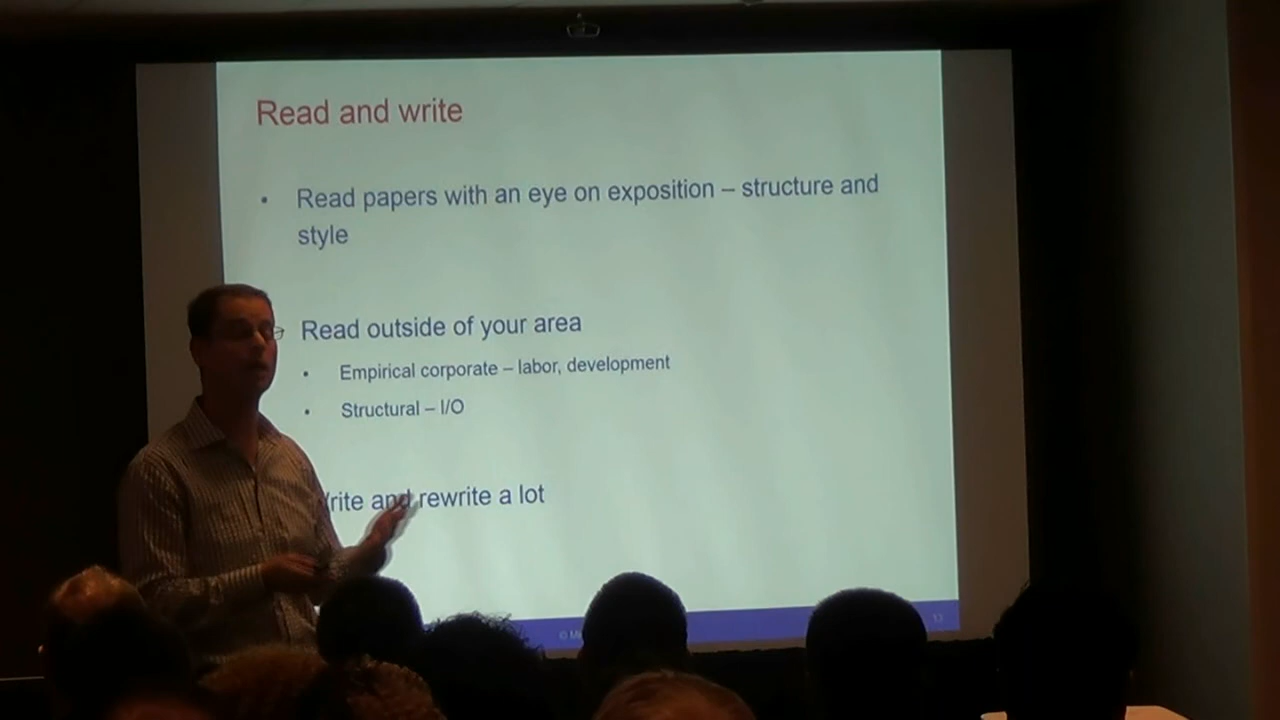 Read and write
• Read papers with an eye on exposition – structure and
style
Read outside of your area
• Empirical corporate – labor, development
• Structural – I/O
rite and rewrite a lot
13